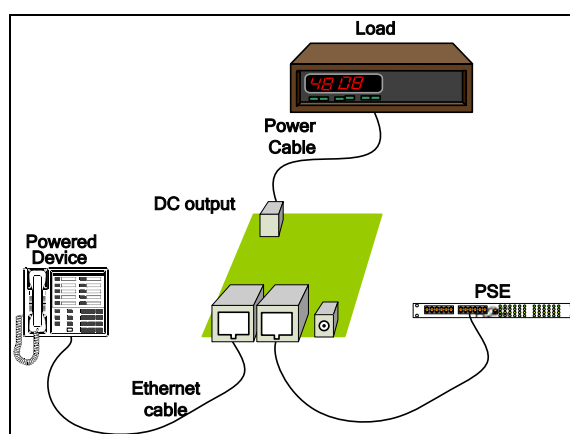 Load
48 08
Power
Cable
DC output
Powered
Device
PSE
Ethernet
cable